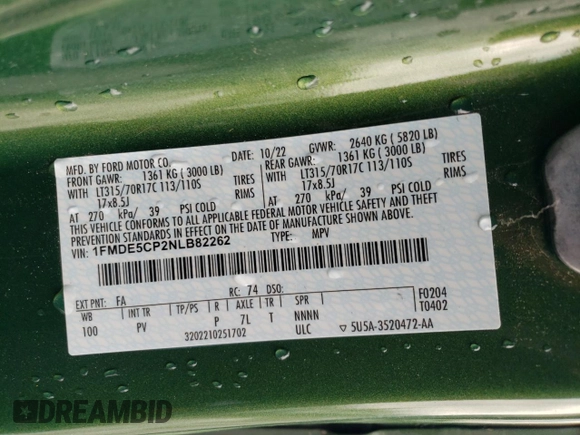 MFD. BY FORD MOTOR CO.
DATE: 10/22 GVWR: 2640 KG ( 5820 LB)
FRONT GAWR: 1361 KG ( 3000 LB) REAR GAWR: 1361 KG ( 3000 LB)
WITH LT315/70R17C 113/110S TIRES WITH LT315/70R17C 113/110S TIRES
17x8.5J RIMS 17x8.5J RIMS
AT 270 kPa/ 39 PSI COLD AT 270 kPa/ 39 PSI COLD
THIS VEHICLE CONFORMS TO ALL APPLICABLE FEDERAL MOTOR VEHICLE SAFETY AND THEFT
PREVENTION STANDARDS IN EFFECT ON THE DATE OF MANUFACTURE SHOWN ABOVE.
VIN: 1FMDE5CP2NLB82262 TYPE: MPV
EXT PNT: FA RC: 74 DSO: F0204
WB INT TR TP/PS R AXLE TR SPR T0402
100 PV P 7L T NNNN
3202210251702 ULC ▽ 5U5A-3520472-AA
DREAMBID